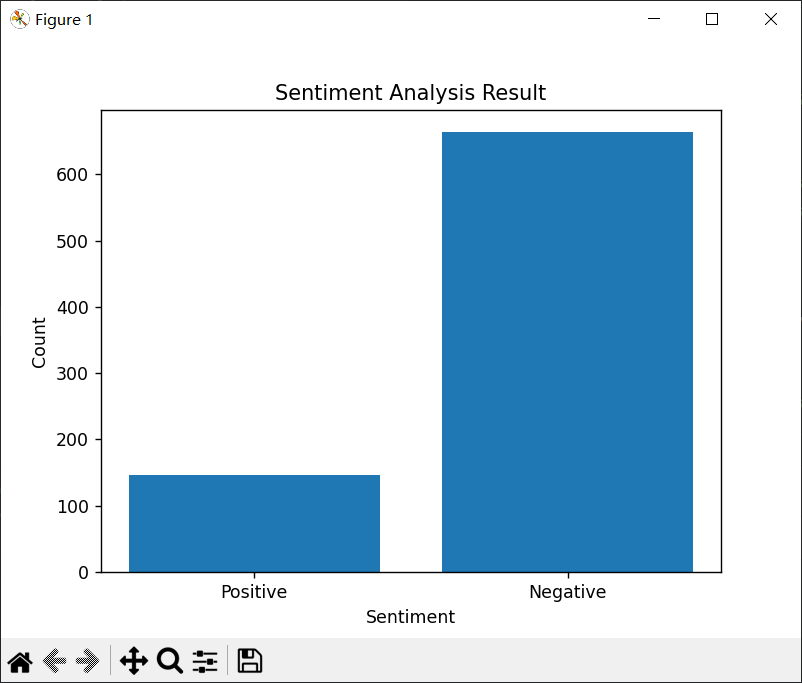 Figure 1
Sentiment Analysis Result
600
500
400
300
200
100
0
Count
Positive
Negative
Sentiment